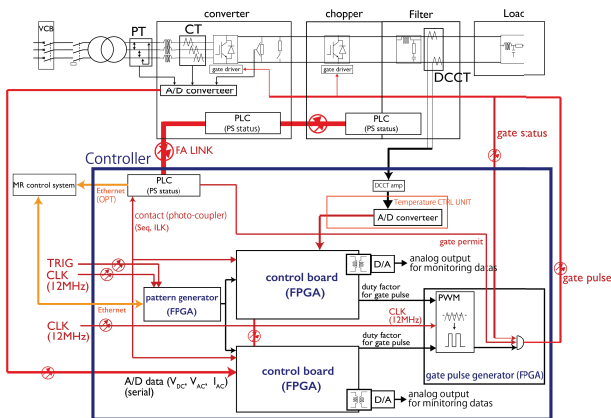 converter
chopper
Filter
Loac
VCB
PT
CT
DCCT
gate driver
gate driver
A/D converteer
PLC
(PS status)
PLC
(PS status)
gate status
FA LINK
Controller
PLC
(PS status)
MR control system
Ethernet
(OPT)
DCCT amp
Temperature CTRL UNIT
A/D converteer
contact (photo-coupler)
(Seq, ILK)
gate permit
TRIG
CLK
(12MHz)
control board
(FPGA)
D/A
analog output
for monitoring datas
gate pulse
pattern generator
(FPGA)
Ethernet
duty factor
for gate pulse
PWM
CLK
(12MHz)
CLK
(12MHz)
duty factor
for gate pulse
control board
(FPGA)
gate pulse generator (FPGA)
A/D data (VDC, VAC, IAC)
(serial)
D/A
analog output
for monitoring datas